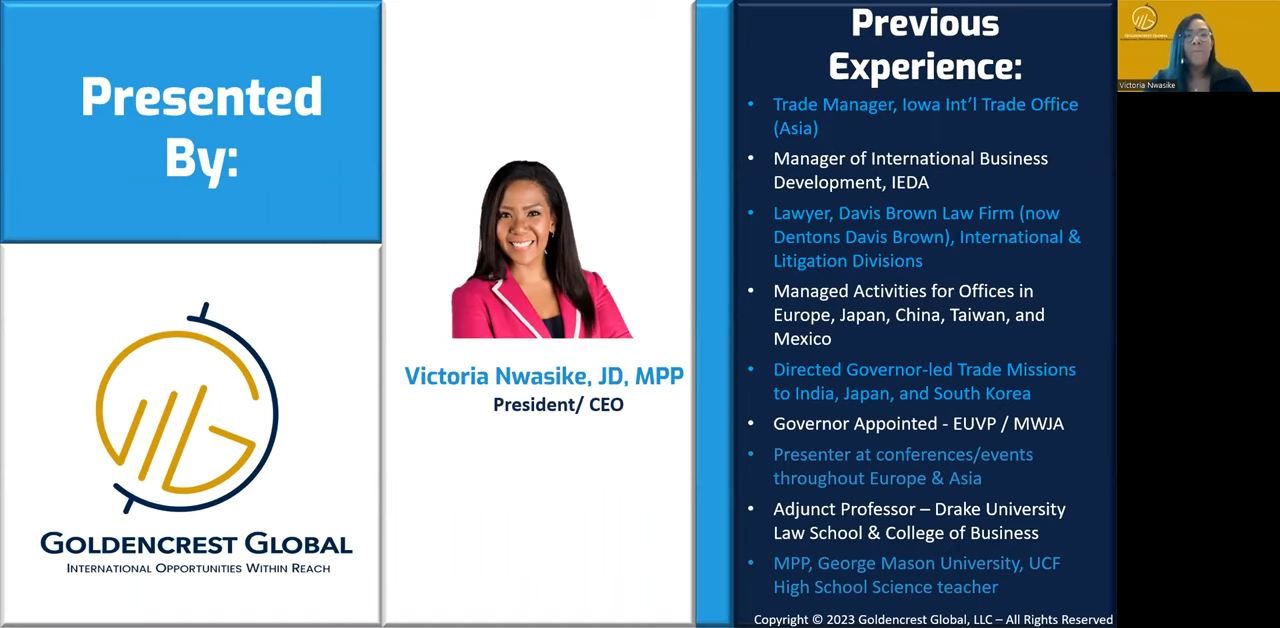 Presented
By:
GOLDENCREST GLOBAL
INTERNATIONAL OPPORTUNITIES WITHIN REACH
Victoria Nwasike, JD, MPP
President/ CEO
Previous
Experience:
• Trade Manager, Iowa Int'l Trade Office
(Asia)
• Manager of International Business
Development, IEDA
• Lawyer, Davis Brown Law Firm (now
Dentons Davis Brown), International &
Litigation Divisions
• Managed Activities for Offices in
Europe, Japan, China, Taiwan, and
Mexico
• Directed Governor-led Trade Missions
to India, Japan, and South Korea
• Governor Appointed - EUVP / MWJA
• Presenter at conferences/events
throughout Europe & Asia
• Adjunct Professor – Drake University
Law School & College of Business
• MPP, George Mason University, UCF
High School Science teacher
Copyright © 2023 Goldencrest Global, LLC – All Rights Reserved
Victoria Nwasike